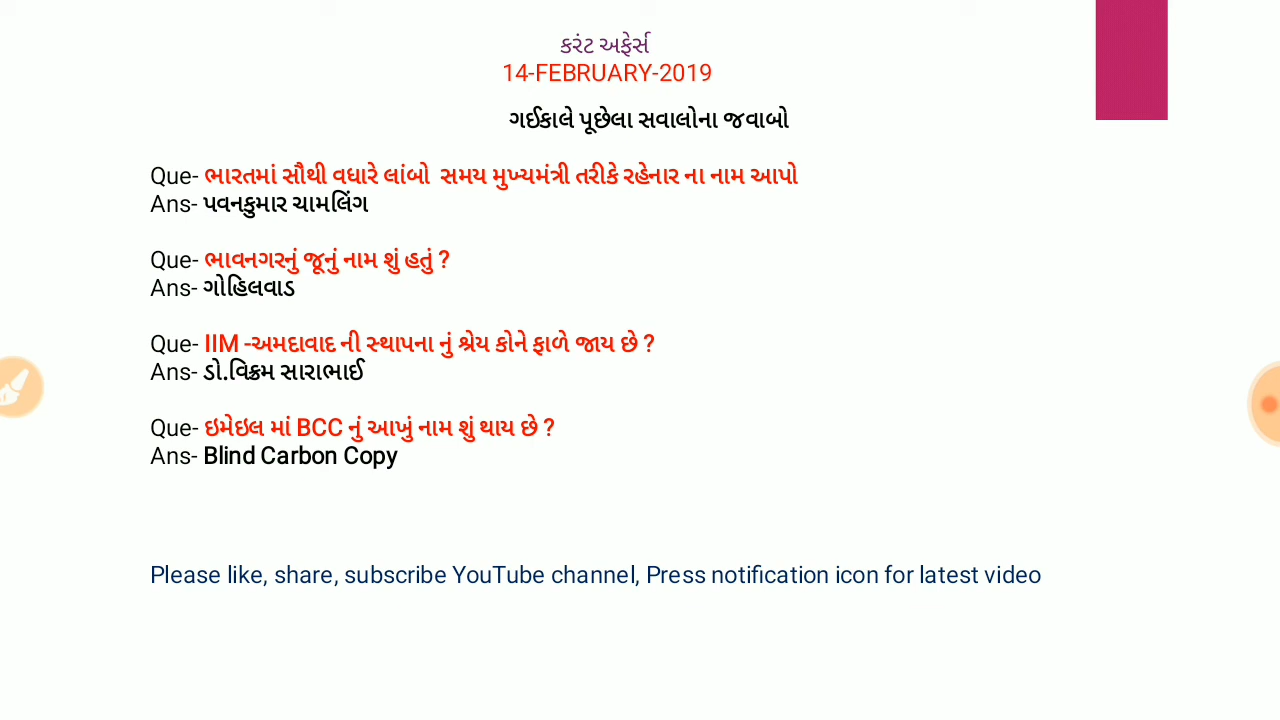 કરંટ અફેર્સ
14-FEBRUARY-2019
ગઈકાલે પૂછેલા સવાલોના જવાબો
Que- ભારતમાં સૌથી વધારે લાંબો સમય મુખ્યમંત્રી તરીકે રહેનાર ના નામ આપો
Ans- પવનકુમાર ચામલિંગ
Que- ભાવનગરનું જૂનું નામ શું હતું ?
Ans- ગોહિલવાડ
Que- IIM -અમદાવાદ ની સ્થાપના નું શ્રેય કોને ફાળે જાય છે ?
Ans- ડો.વિક્રમ સારાભાઈ
Que- ઇમેઇલ માં BCC નું આખું નામ શું થાય છે ?
Ans- Blind Carbon Copy
Please like, share, subscribe YouTube channel, Press notification icon for latest video